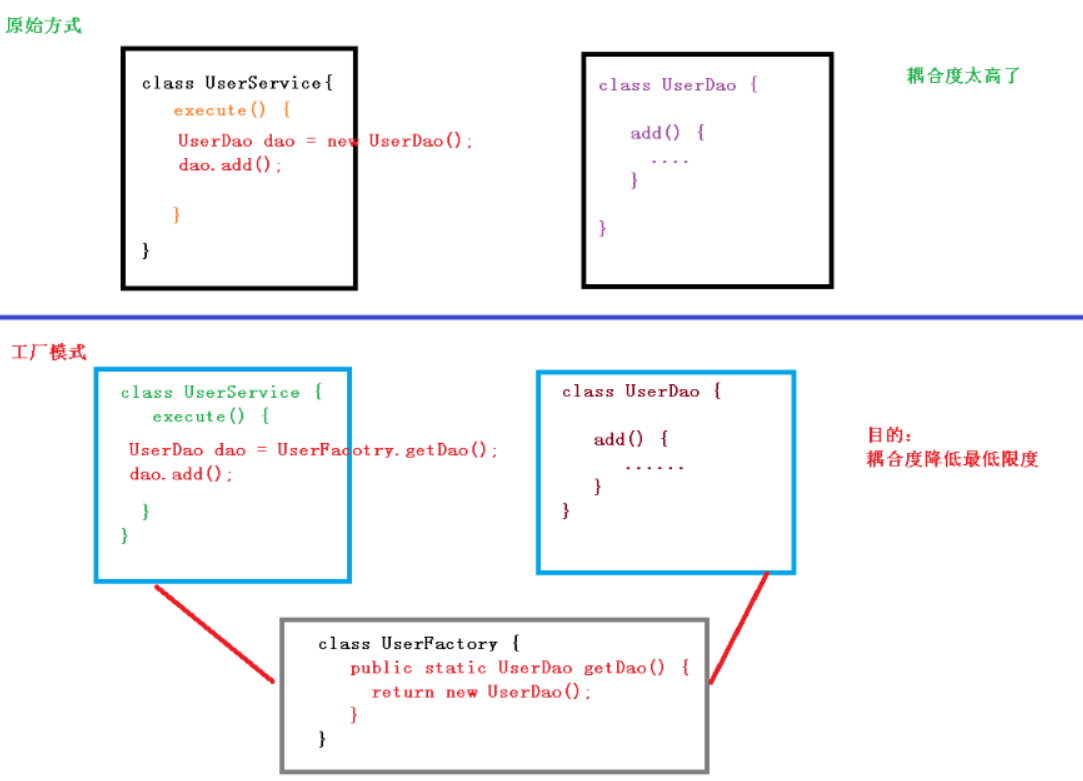 原始方式
class UserService{
execute() {
UserDao dao = new UserDao();
dao.add();
}
}
class UserDao {
add() {
....
}
}
耦合度太高了
工厂模式
class UserService {
execute() {
UserDao dao = UserFacotry.getDao();
dao.add();
}
}
class UserDao {
add() {
......
}
}
目的:
耦合度降低最低限度
class UserFactory {
public static UserDao getDao() {
return new UserDao();
}
}